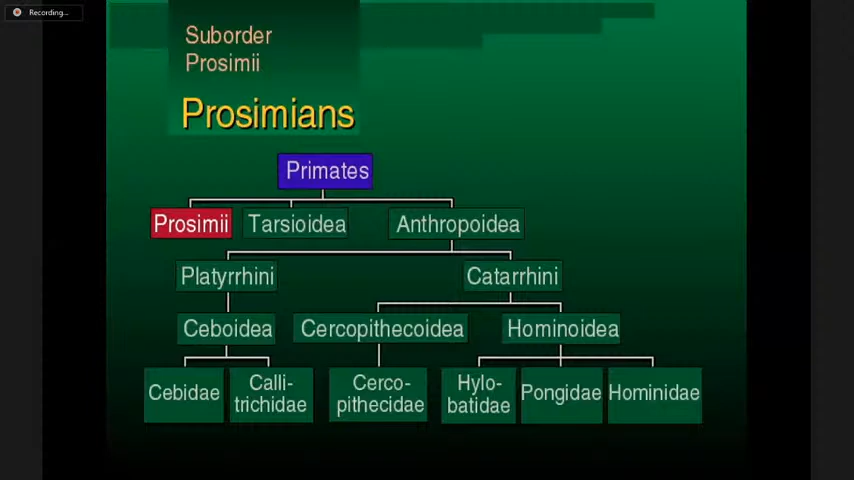 Recording...
Suborder
Prosimii
Prosimians
Primates
Prosimii
Tarsioidea
Anthropoidea
Platyrrhini
Catarrhini
Ceboidea
Cercopithecoidea
Hominoidea
Cebidae
Calli-
trichidae
Cerco-
pithecidae
Hylo-
batidae
Pongidae
Hominidae